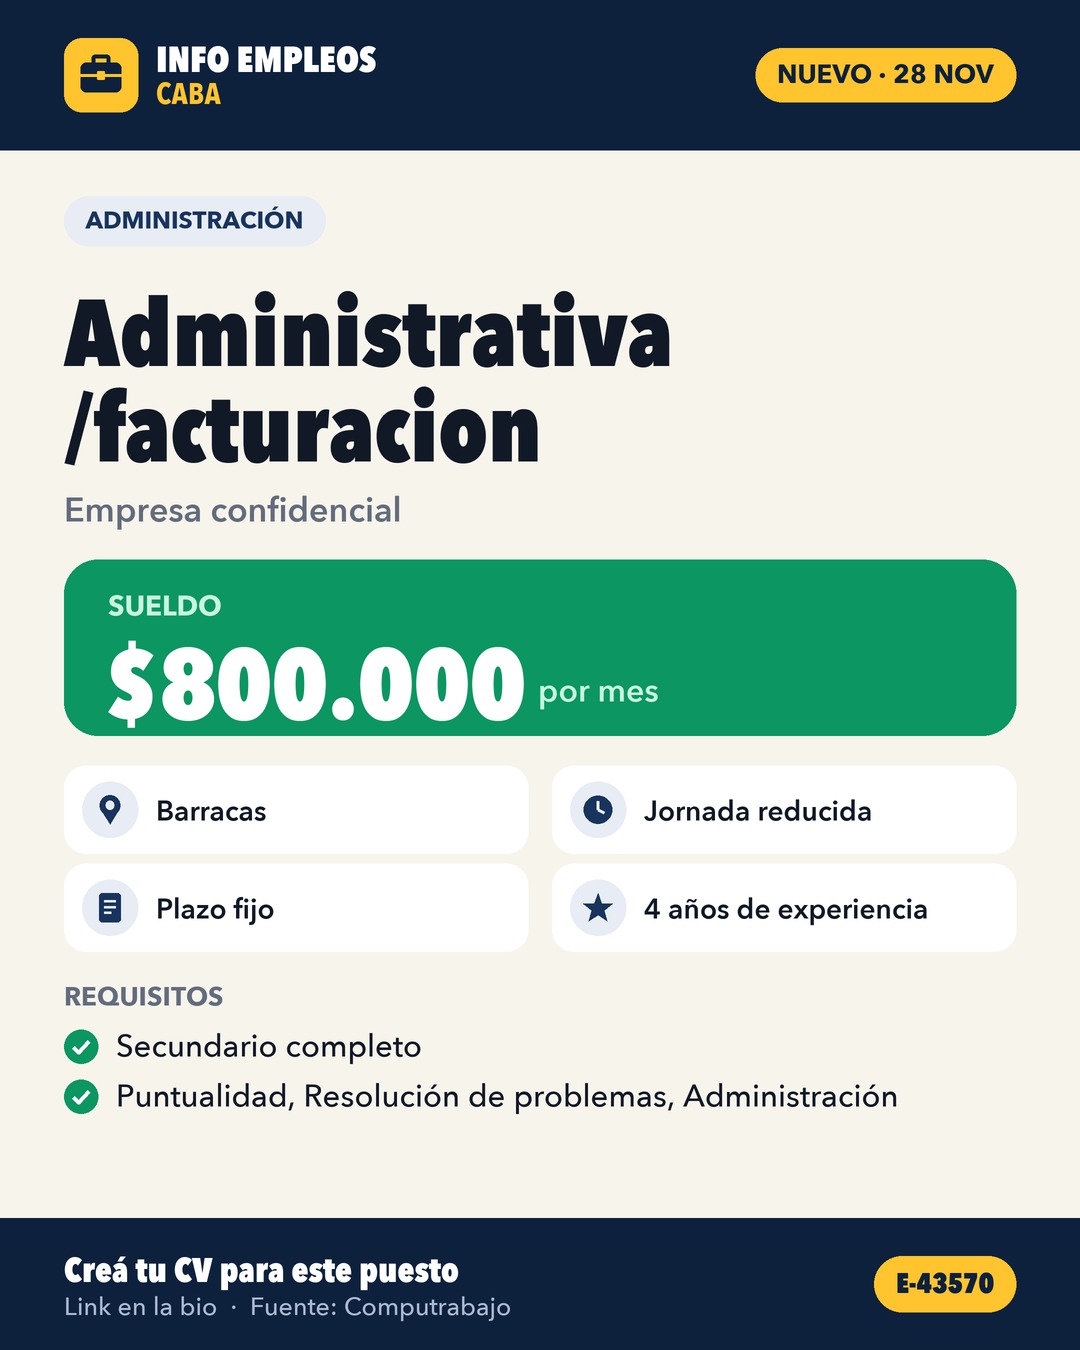 INFO EMPLEOS
CABA
NUEVO · 28 NOV
ADMINISTRACIÓN
Administrativa
/facturacion
Empresa confidencial
SUELDO
$800.000 por mes
Barracas
Jornada reducida
Plazo fijo
4 años de experiencia
REQUISITOS
Secundario completo
Puntualidad, Resolución de problemas, Administración
Creá tu CV para este puesto
Link en la bio · Fuente: Computrabajo
E-43570